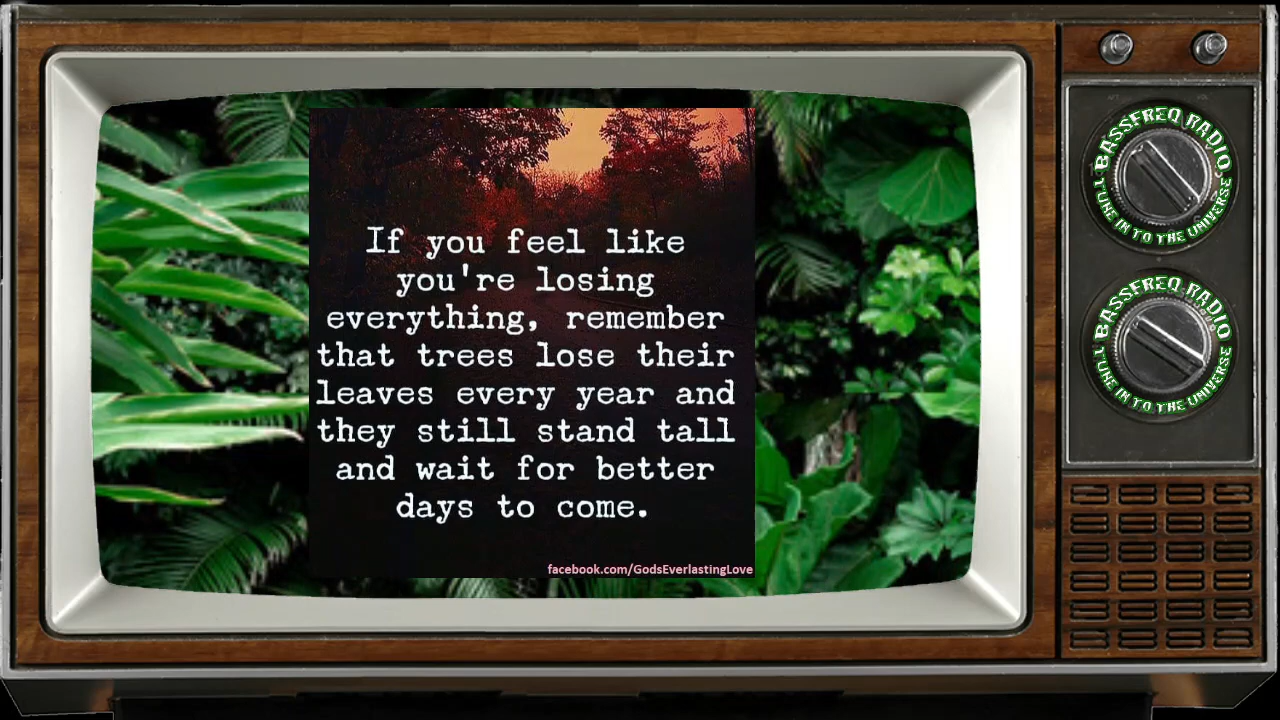 If you feel like
you're losing
everything, remember
that trees lose their
leaves every year and
they still stand tall
and wait for better
days to come.
facebook.com/GodsEverlastingLove
BASSFREQ RADIO
TUNE IN TO THE UNIVERSE
BASSFREQ RADIO
TUNE IN TO THE UNIVERSE